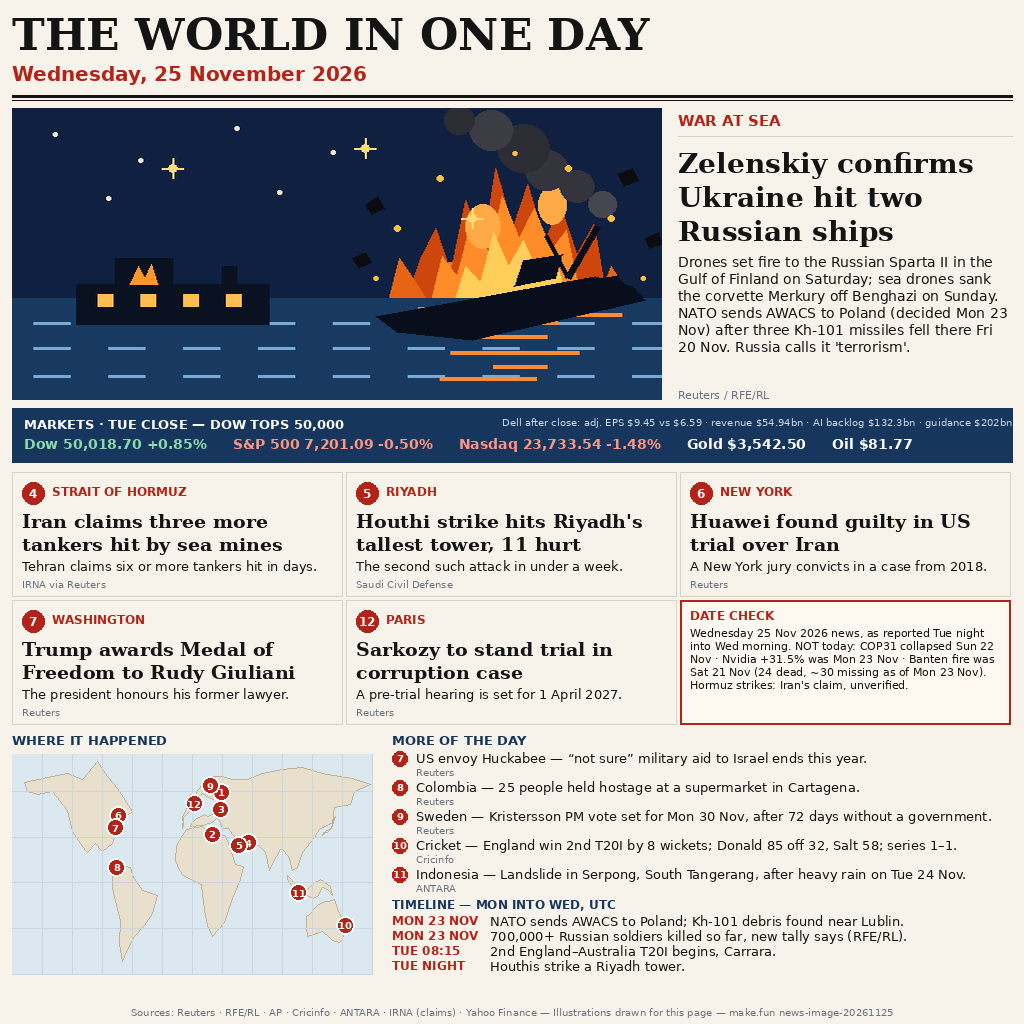 THE WORLD IN ONE DAY
Wednesday, 25 November 2026
WAR AT SEA
Zelenskiy confirms
Ukraine hit two
Russian ships
Drones set fire to the Russian Sparta II in the
Gulf of Finland on Saturday; sea drones sank
the corvette Merkury off Benghazi on Sunday.
NATO sends AWACS to Poland (decided Mon 23
Nov) after three Kh-101 missiles fell there Fri
20 Nov. Russia calls it 'terrorism'.
Reuters / RFE/RL
MARKETS · TUE CLOSE — DOW TOPS 50,000
Dell after close: adj. EPS $9.45 vs $6.59 · revenue $54.94bn · AI backlog $132.3bn · guidance $202bn
Dow 50,018.70 +0.85% S&P 500 7,201.09 -0.50% Nasdaq 23,733.54 -1.48% Gold $3,542.50 Oil $81.77
4 STRAIT OF HORMUZ
Iran claims three more
tankers hit by sea mines
Tehran claims six or more tankers hit in days.
IRNA via Reuters
5 RIYADH
Houthi strike hits Riyadh's
tallest tower, 11 hurt
The second such attack in under a week.
Saudi Civil Defense
6 NEW YORK
Huawei found guilty in US
trial over Iran
A New York jury convicts in a case from 2018.
Reuters
7 WASHINGTON
Trump awards Medal of
Freedom to Rudy Giuliani
The president honours his former lawyer.
Reuters
12 PARIS
Sarkozy to stand trial in
corruption case
A pre-trial hearing is set for 1 April 2027.
Reuters
DATE CHECK
Wednesday 25 Nov 2026 news, as reported Tue night
into Wed morning. NOT today: COP31 collapsed Sun 22
Nov · Nvidia +31.5% was Mon 23 Nov · Banten fire was
Sat 21 Nov (24 dead, ~30 missing as of Mon 23 Nov).
Hormuz strikes: Iran's claim, unverified.
WHERE IT HAPPENED
9
1
12
3
6
7
2
5
4
8
11
10
MORE OF THE DAY
7 US envoy Huckabee — “not sure” military aid to Israel ends this year.
Reuters
8 Colombia — 25 people held hostage at a supermarket in Cartagena.
Reuters
9 Sweden — Kristersson PM vote set for Mon 30 Nov, after 72 days without a government.
Reuters
10 Cricket — England win 2nd T20I by 8 wickets; Donald 85 off 32, Salt 58; series 1–1.
Cricinfo
11 Indonesia — Landslide in Serpong, South Tangerang, after heavy rain on Tue 24 Nov.
ANTARA
TIMELINE — MON INTO WED, UTC
MON 23 NOV NATO sends AWACS to Poland; Kh-101 debris found near Lublin.
MON 23 NOV 700,000+ Russian soldiers killed so far, new tally says (RFE/RL).
TUE 08:15 2nd England–Australia T20I begins, Carrara.
TUE NIGHT Houthis strike a Riyadh tower.
Sources: Reuters · RFE/RL · AP · Cricinfo · ANTARA · IRNA (claims) · Yahoo Finance — Illustrations drawn for this page — make.fun news-image-20261125